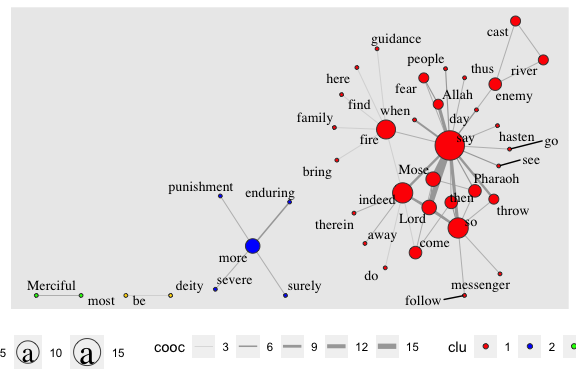 cast
guidance
people
thus
river
here
fear
Allah
enemy
find
when
family
day
say
fire
hasten
go
see
bring
Mose
Pharaoh
punishment
enduring
indeed
then
throw
therein
Lord
so
away
more
come
do
severe
surely
messenger
Merciful
deity
most
be
follow
5 a 10 a 15 cooc 3 6 9 12 15 clu 1 2